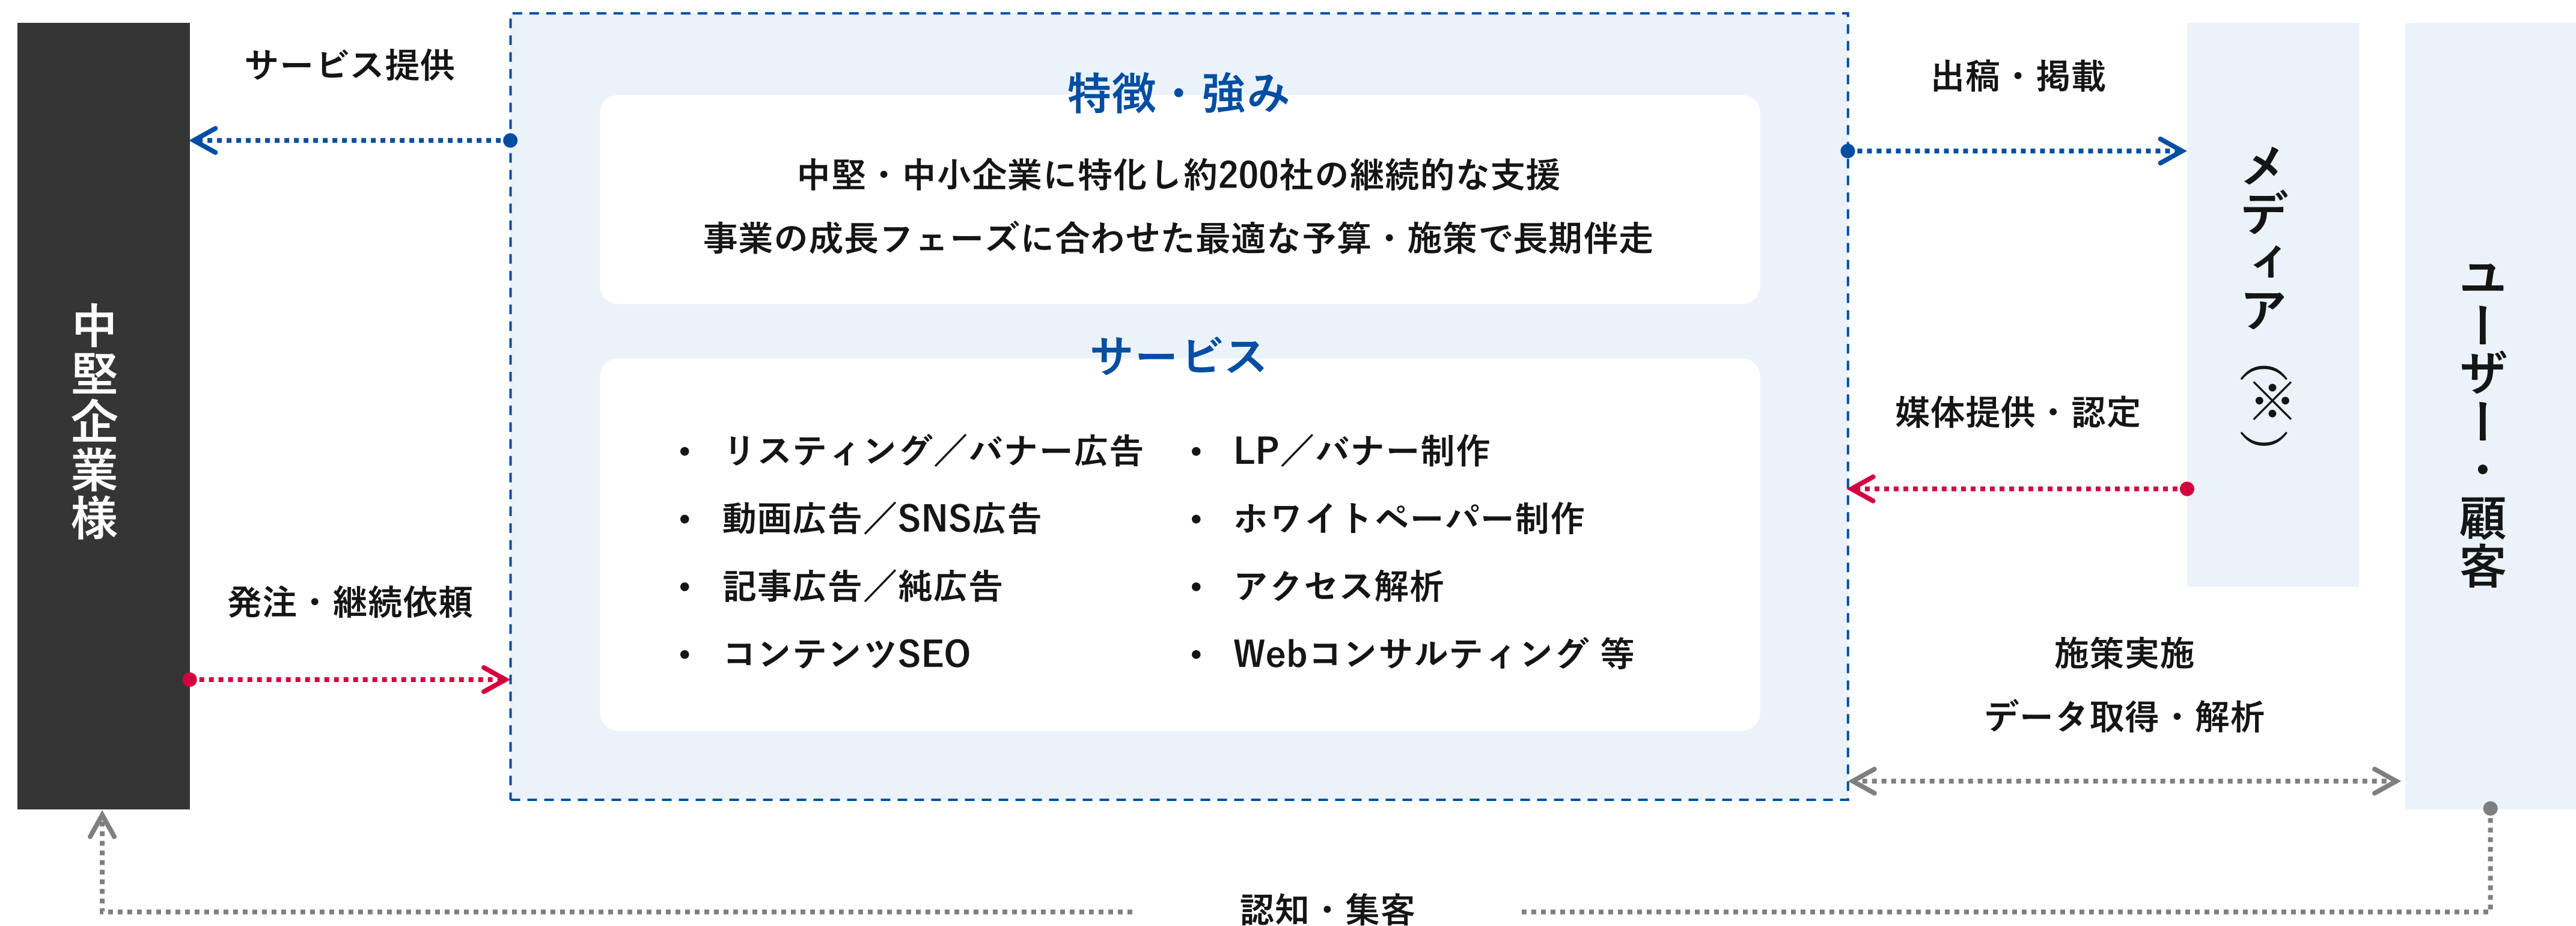 中堅企業様
サービス提供
発注・継続依頼
特徴・強み
中堅・中小企業に特化し約200社の継続的な支援
事業の成長フェーズに合わせた最適な予算・施策で長期伴走
サービス
• リスティング／バナー広告
• 動画広告／SNS広告
• 記事広告／純広告
• コンテンツSEO
• LP／バナー制作
• ホワイトペーパー制作
• アクセス解析
• Webコンサルティング 等
出稿・掲載
媒体提供・認定
メディア（※）
施策実施
データ取得・解析
ユーザー・顧客
認知・集客